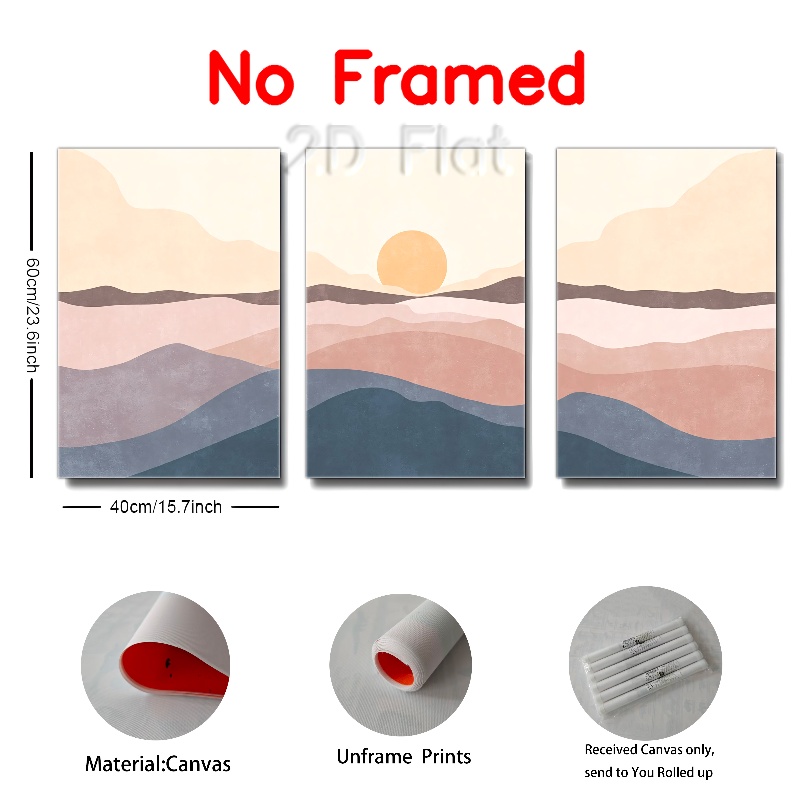 No Framed
2D Flat
60cm/23.6inch
40cm/15.7inch
Material:Canvas
Unframe Prints
Received Canvas only,
send to You Rolled up